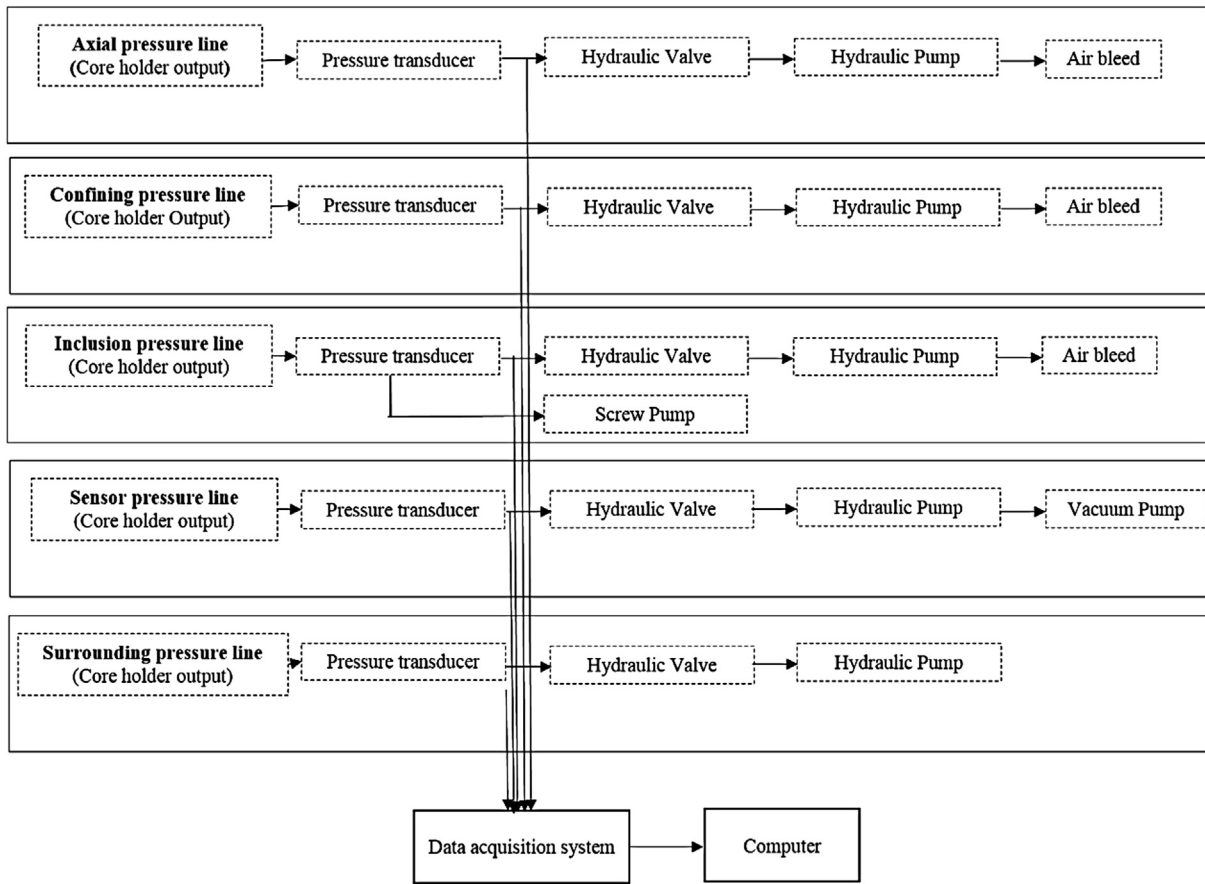 Axial pressure line
(Core holder output)
Pressure transducer
Hydraulic Valve
Hydraulic Pump
Air bleed
Confining pressure line
(Core holder Output)
Pressure transducer
Hydraulic Valve
Hydraulic Pump
Air bleed
Inclusion pressure line
(Core holder output)
Pressure transducer
Hydraulic Valve
Hydraulic Pump
Air bleed
Screw Pump
Sensor pressure line
(Core holder output)
Pressure transducer
Hydraulic Valve
Hydraulic Pump
Vacuum Pump
Surrounding pressure line
(Core holder output)
Pressure transducer
Hydraulic Valve
Hydraulic Pump
Data acquisition system
Computer